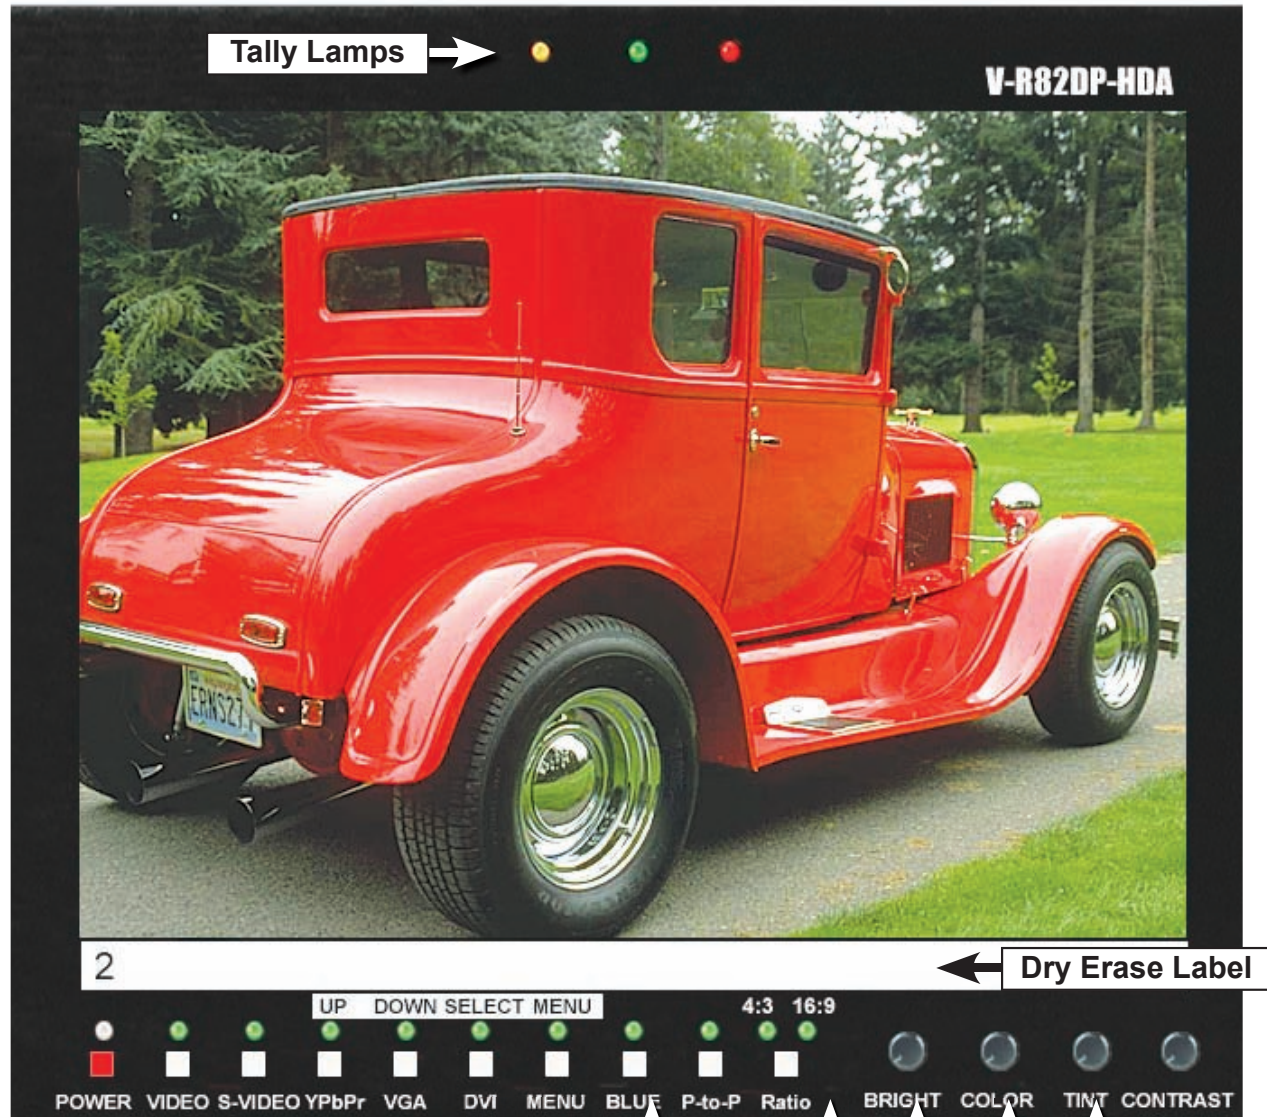 Tally Lamps
V-R82DP-HDA
ERNS27
2
Dry Erase Label
UP DOWN SELECT MENU 4:3 16:9
POWER VIDEO S-VIDEO YPbPr VGA DVI MENU BLUE P-to-P Ratio BRIGHT COLOR TINT CONTRAST